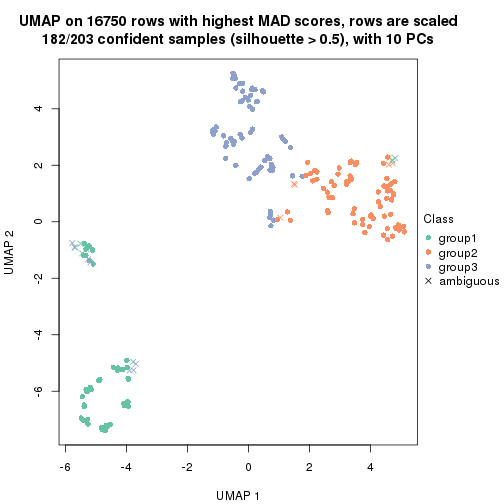 UMAP on 16750 rows with highest MAD scores, rows are scaled
182/203 confident samples (silhouette > 0.5), with 10 PCs
4
2
0
-2
-4
-6
UMAP 2
-6
-4
-2
0
2
4
UMAP 1
Class
group1
group2
group3
ambiguous